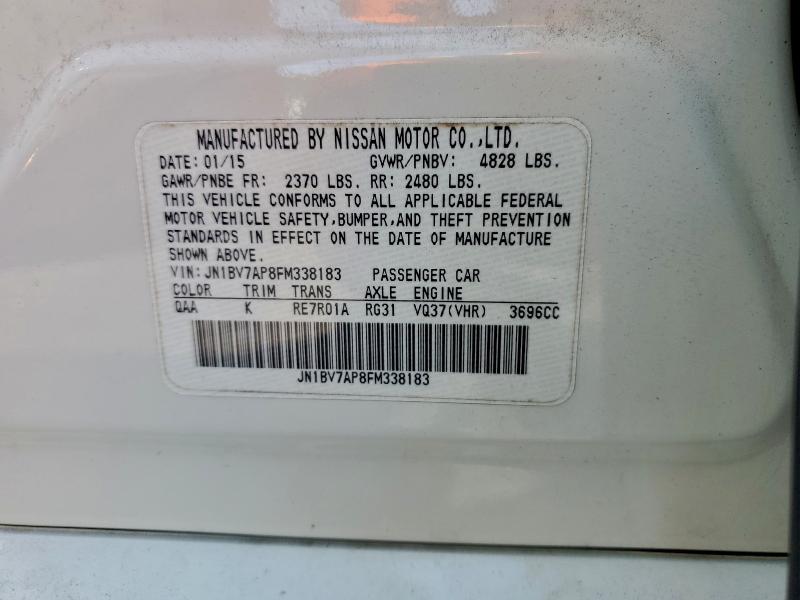 MANUFACTURED BY NISSAN MOTOR CO.,LTD.
DATE: 01/15 GVWR/PNBV: 4828 LBS.
GAWR/PNBE FR: 2370 LBS. RR: 2480 LBS.
THIS VEHICLE CONFORMS TO ALL APPLICABLE FEDERAL
MOTOR VEHICLE SAFETY,BUMPER,AND THEFT PREVENTION
STANDARDS IN EFFECT ON THE DATE OF MANUFACTURE
SHOWN ABOVE.
VIN: JN1BV7AP8FM338183 PASSENGER CAR
COLOR TRIM TRANS AXLE ENGINE
QAA K RE7R01A RG31 VQ37(VHR) 3696CC
JN1BV7AP8FM338183